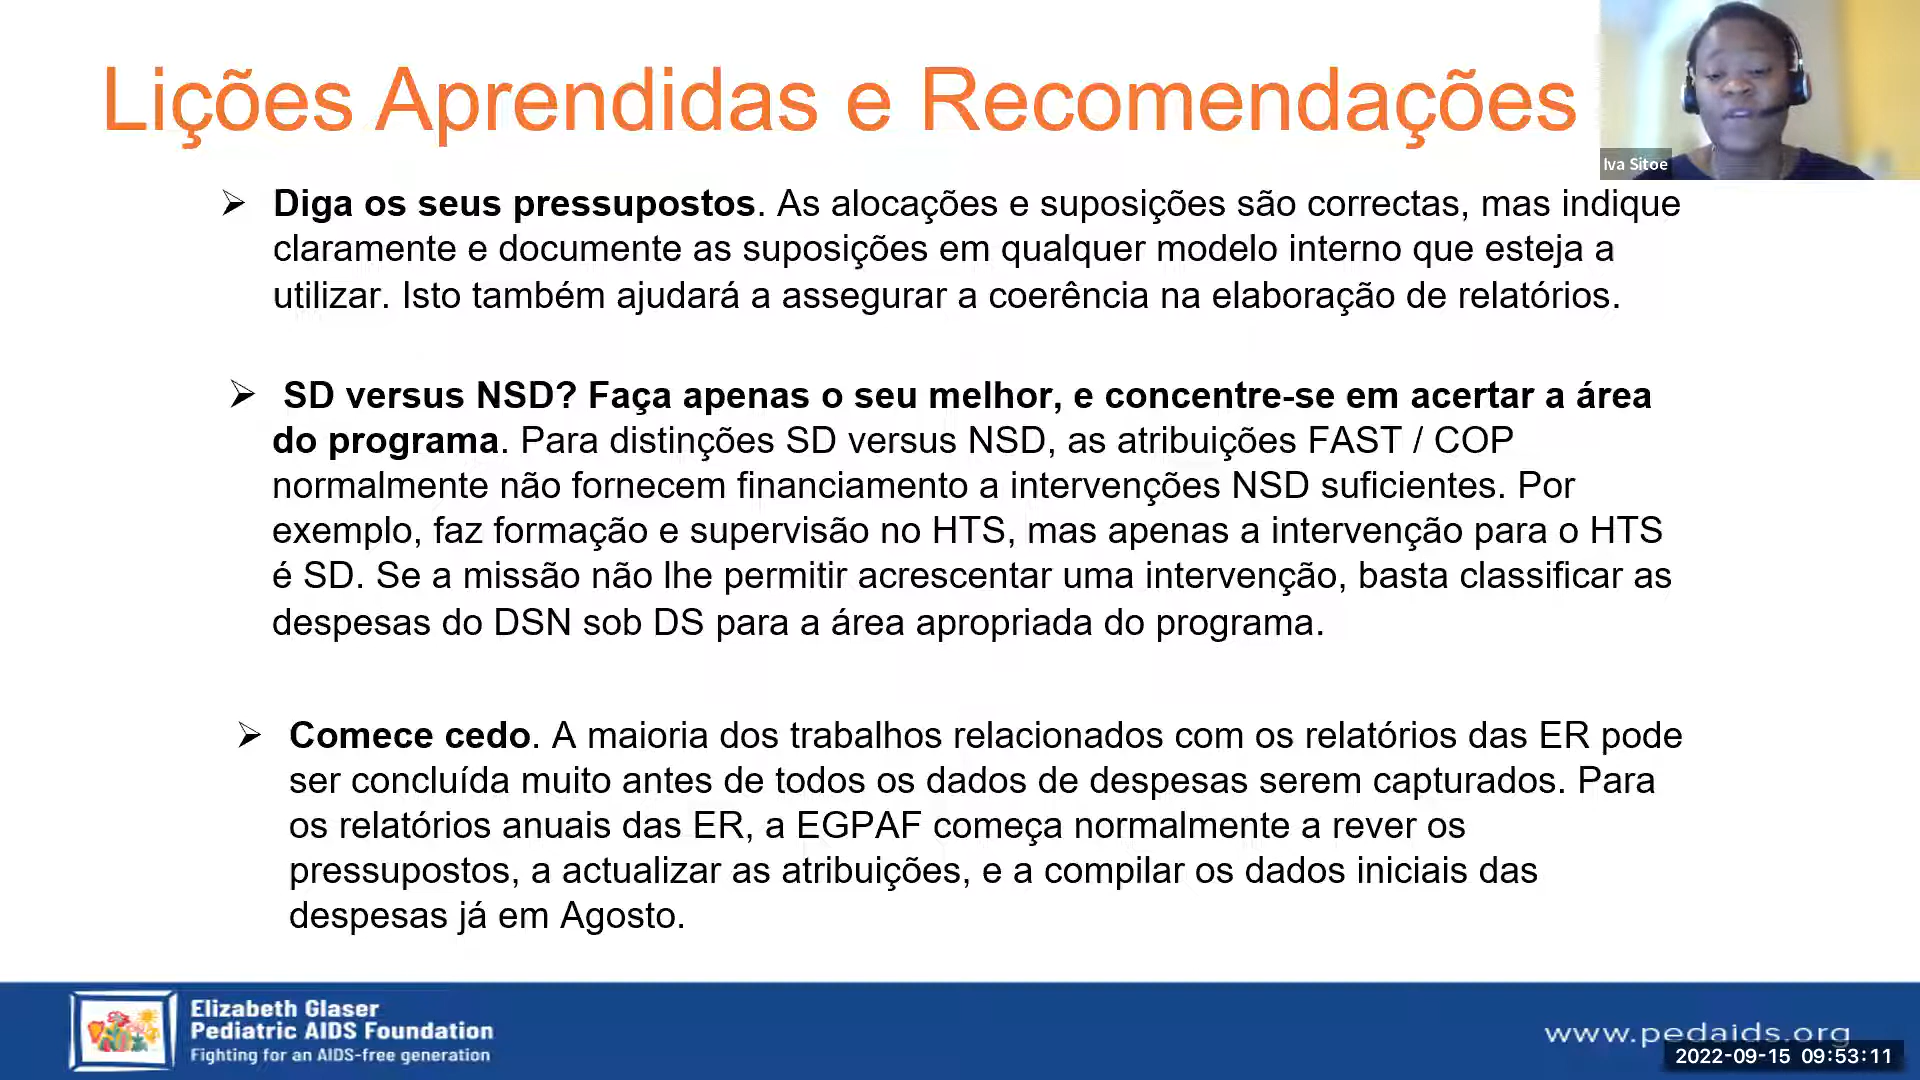 Lições Aprendidas e Recomendações
Iva Sitoe
➢ Diga os seus pressupostos. As alocações e suposições são correctas, mas indique
claramente e documente as suposições em qualquer modelo interno que esteja a
utilizar. Isto também ajudará a assegurar a coerência na elaboração de relatórios.
➢ SD versus NSD? Faça apenas o seu melhor, e concentre-se em acertar a área
do programa. Para distinções SD versus NSD, as atribuições FAST / COP
normalmente não fornecem financiamento a intervenções NSD suficientes. Por
exemplo, faz formação e supervisão no HTS, mas apenas a intervenção para o HTS
é SD. Se a missão não lhe permitir acrescentar uma intervenção, basta classificar as
despesas do DSN sob DS para a área apropriada do programa.
➢ Comece cedo. A maioria dos trabalhos relacionados com os relatórios das ER pode
ser concluída muito antes de todos os dados de despesas serem capturados. Para
os relatórios anuais das ER, a EGPAF começa normalmente a rever os
pressupostos, a actualizar as atribuições, e a compilar os dados iniciais das
despesas já em Agosto.
Elizabeth Glaser
Pediatric AIDS Foundation
Fighting for an AIDS-free generation
www.pedaids.org
2022-09-15 09:53:11